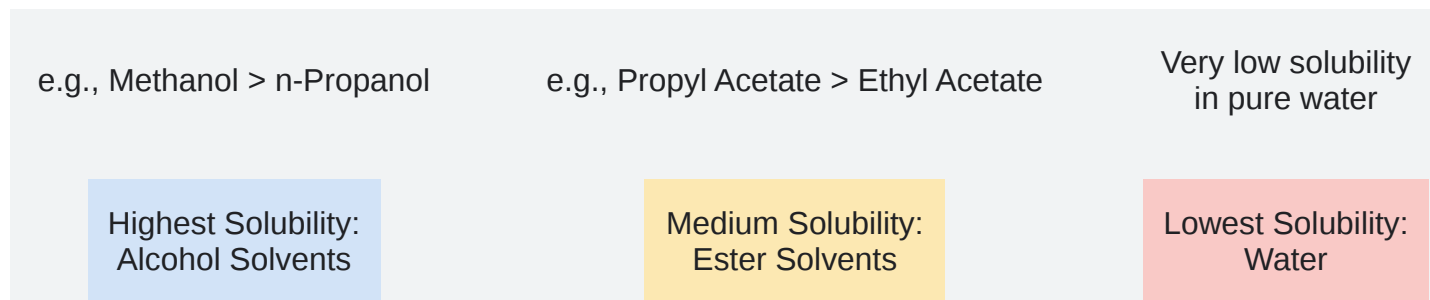 e.g., Methanol > n-Propanol
e.g., Propyl Acetate > Ethyl Acetate
Very low solubility
in pure water
Highest Solubility:
Alcohol Solvents
Medium Solubility:
Ester Solvents
Lowest Solubility:
Water